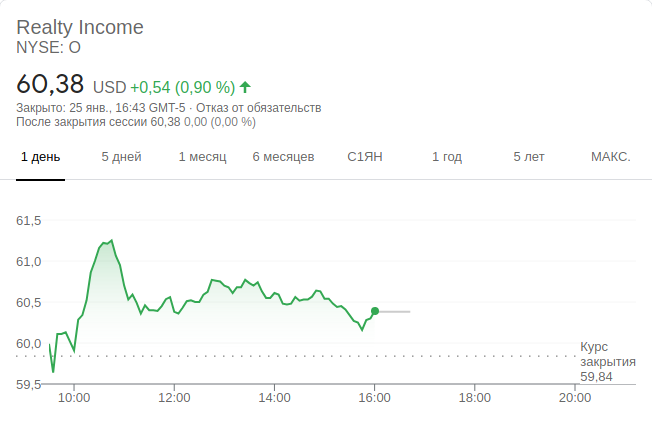 Realty Income
NYSE: O
60,38 USD +0,54 (0,90 %)
Закрыто: 25 янв., 16:43 GMT-5 · Отказ от обязательств
После закрытия сессии 60,38 0,00 (0,00 %)
1 день 5 дней 1 месяц 6 месяцев С1ЯН 1 год 5 лет МАКС.
61,5
61,0
60,5
60,0
Курс
закрытия
59,84
59,5
10:00 12:00 14:00 16:00 18:00 20:00